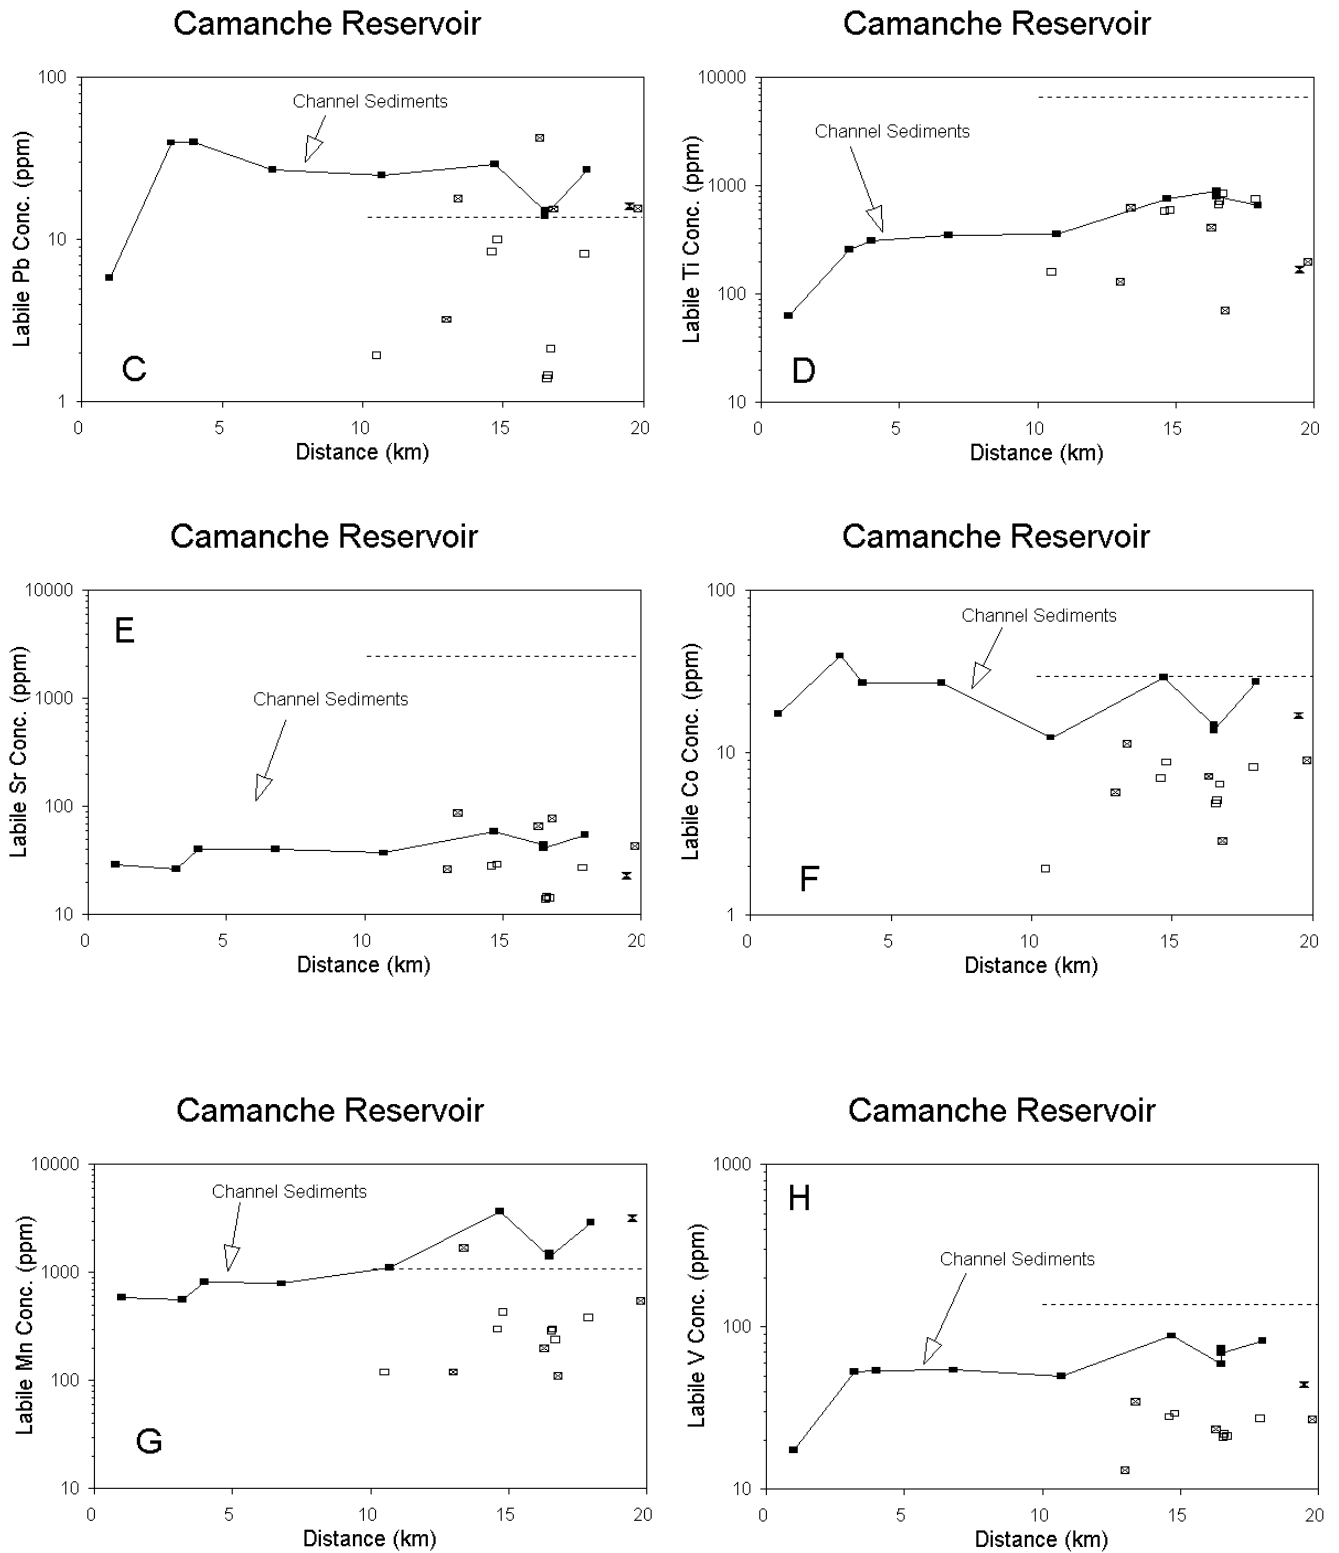 Camanche Reservoir
100
10
1
Labile Pb Conc. (ppm)
Channel Sediments
C
0 5 10 15 20
Distance (km)
Camanche Reservoir
10000
1000
100
10
Labile Ti Conc. (ppm)
Channel Sediments
D
0 5 10 15 20
Distance (km)
Camanche Reservoir
10000
1000
100
10
Labile Sr Conc. (ppm)
E
Channel Sediments
0 5 10 15 20
Distance (km)
Camanche Reservoir
100
10
1
Labile Co Conc. (ppm)
Channel Sediments
F
0 5 10 15 20
Distance (km)
Camanche Reservoir
10000
1000
100
10
Labile Mn Conc. (ppm)
Channel Sediments
G
0 5 10 15 20
Distance (km)
Camanche Reservoir
1000
100
10
Labile V Conc. (ppm)
H
Channel Sediments
0 5 10 15 20
Distance (km)